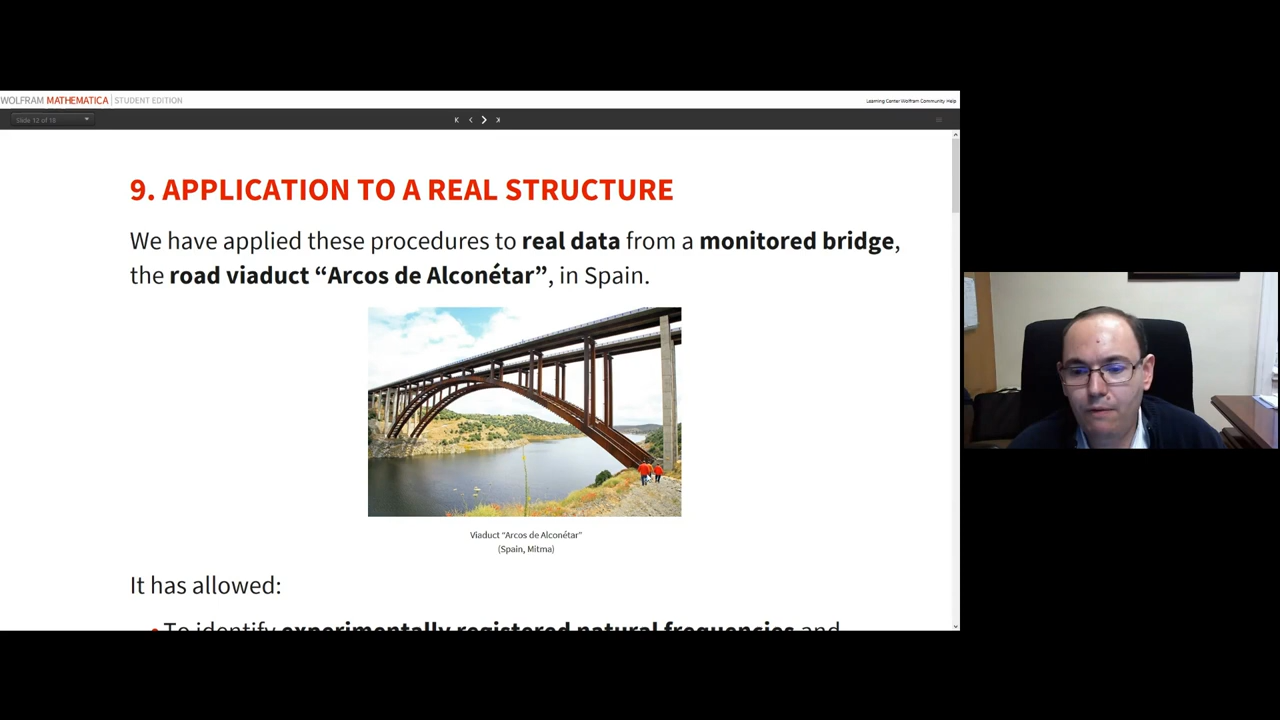 WOLFRAM MATHEMATICA | STUDENT EDITION
Learning Center Wolfram Community Help
Slide 12 of 18
9. APPLICATION TO A REAL STRUCTURE
We have applied these procedures to real data from a monitored bridge,
the road viaduct “Arcos de Alconétar”, in Spain.
Viaduct “Arcos de Alconétar”
(Spain, Mitma)
It has allowed:
• To identify experimentally registered natural frequencies and